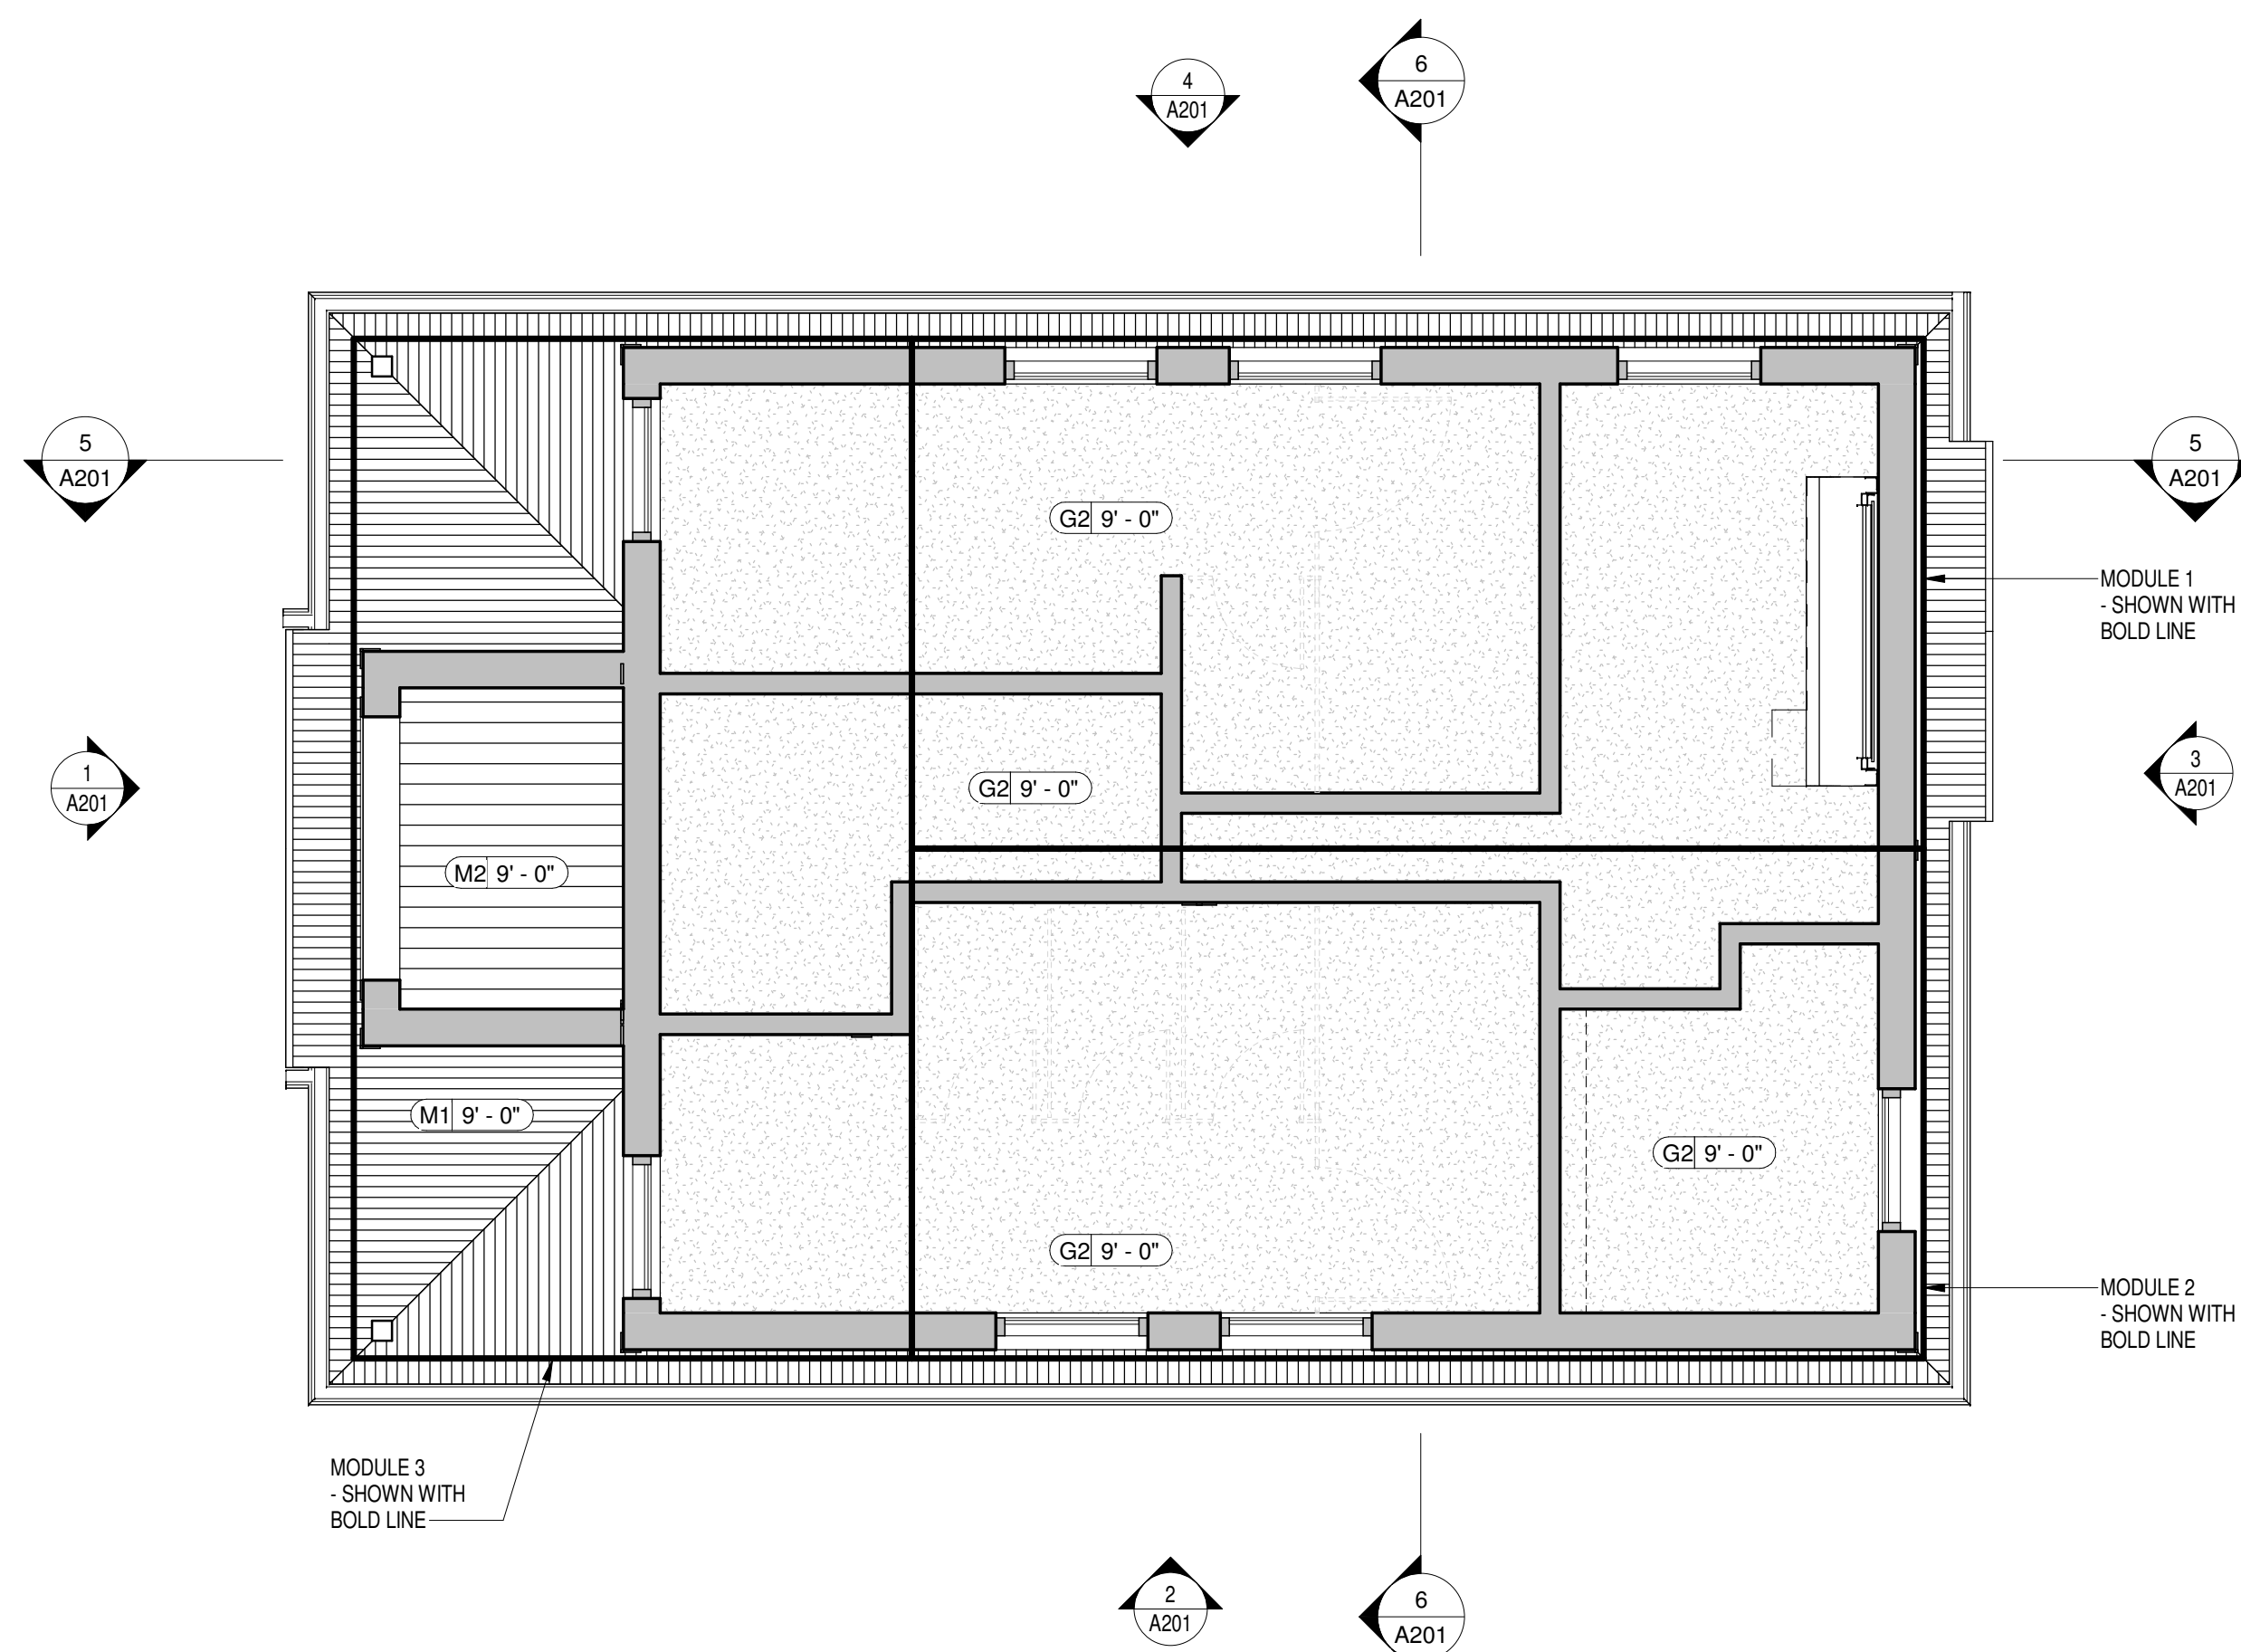 6
A201
4
A201
5
A201
5
A201
G2 9' - 0"
MODULE 1
- SHOWN WITH
BOLD LINE
1
A201
G2 9' - 0"
3
A201
M2 9' - 0"
M1 9' - 0"
G2 9' - 0"
G2 9' - 0"
MODULE 2
- SHOWN WITH
BOLD LINE
MODULE 3
- SHOWN WITH
BOLD LINE
2
A201
6
A201